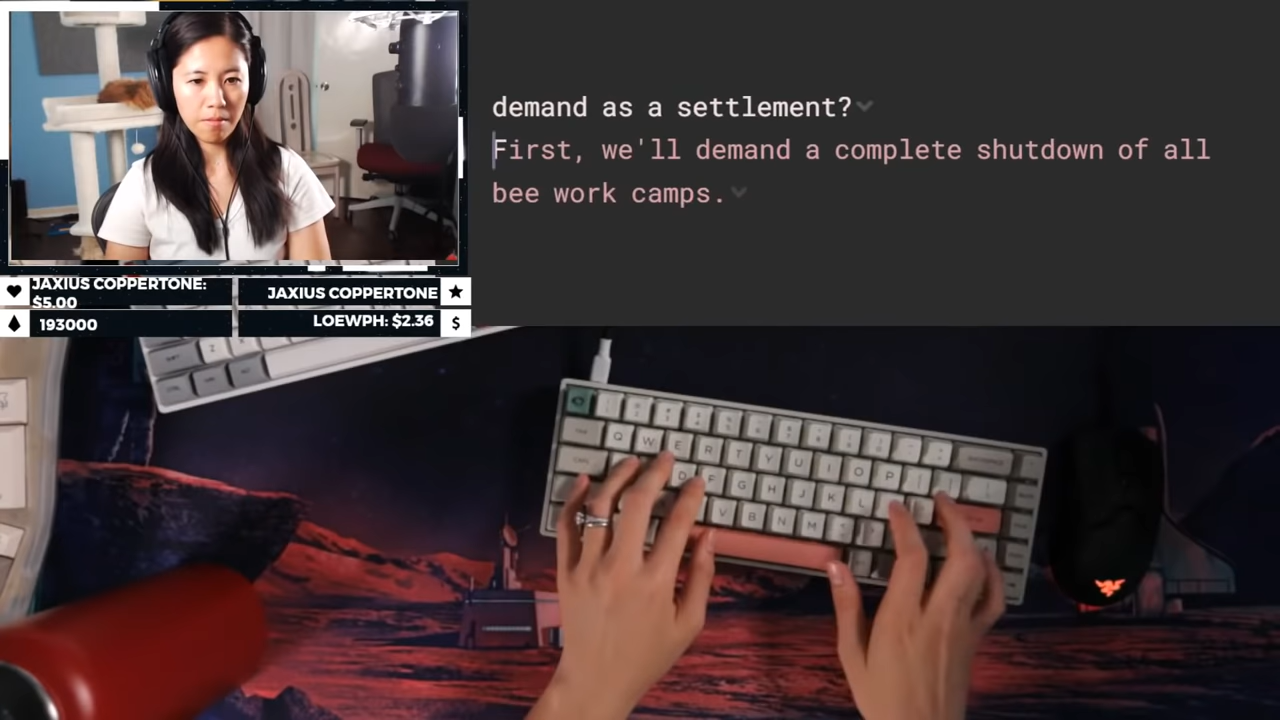 demand as a settlement?
First, we'll demand a complete shutdown of all
bee work camps.
JAXIUS COPPERTONE:
$5.00
JAXIUS COPPERTONE
193000
LOEWPH: $2.36
$
Q W E R T Y U I O P
D F G H J K L
V B N M
Z